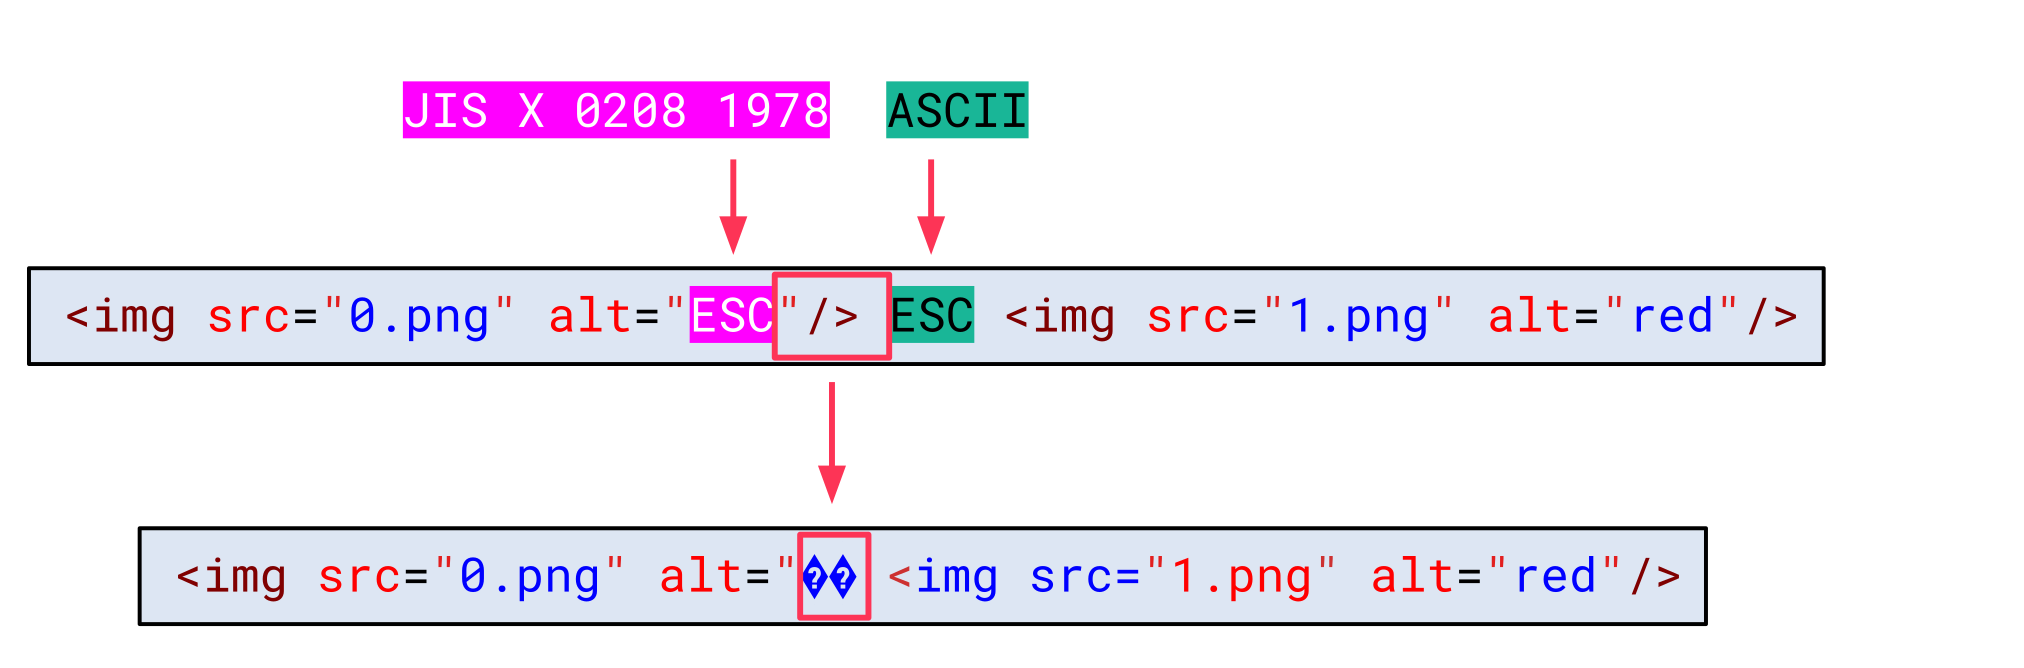 JIS X 0208 1978 ASCII
<img src="0.png" alt="ESC"/> ESC <img src="1.png" alt="red"/>
<img src="0.png" alt="�� <img src="1.png" alt="red"/>